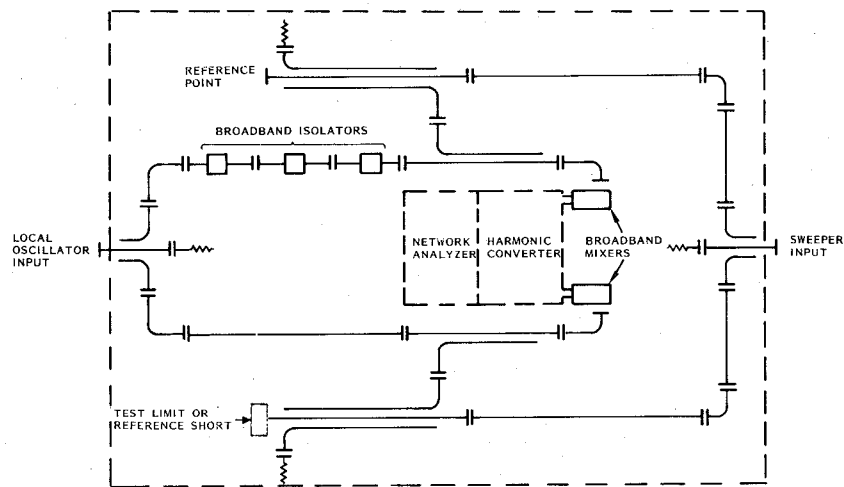 REFERENCE
POINT
BROADBAND ISOLATORS
LOCAL
OSCILLATOR
INPUT
NETWORK
ANALYZER
HARMONIC
CONVERTER
BROADBAND
MIXERS
SWEEPER
INPUT
TEST LIMIT OR
REFERENCE SHORT